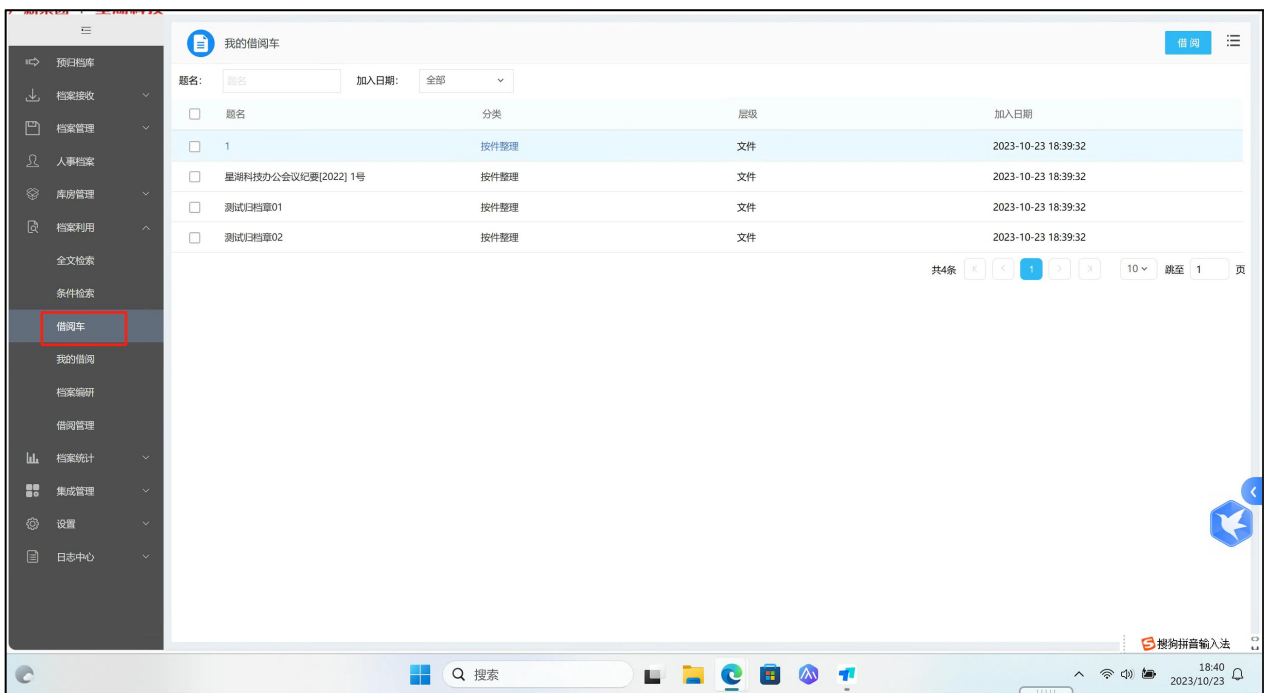 我的借阅车
借阅
预归档库
题名:
题名
加入日期:
全部
档案接收
题名
分类
层级
加入日期
档案管理
1
按件整理
文件
2023-10-23 18:39:32
人事档案
星湖科技办公会议纪要[2022] 1号
按件整理
文件
2023-10-23 18:39:32
库房管理
测试归档章01
按件整理
文件
2023-10-23 18:39:32
档案利用
测试归档章02
按件整理
文件
2023-10-23 18:39:32
全文检索
共4条
1
10
跳至
1
页
条件检索
借阅车
我的借阅
档案编研
借阅管理
档案统计
集成管理
设置
日志中心
搜狗拼音输入法
搜索
18:40
2023/10/23